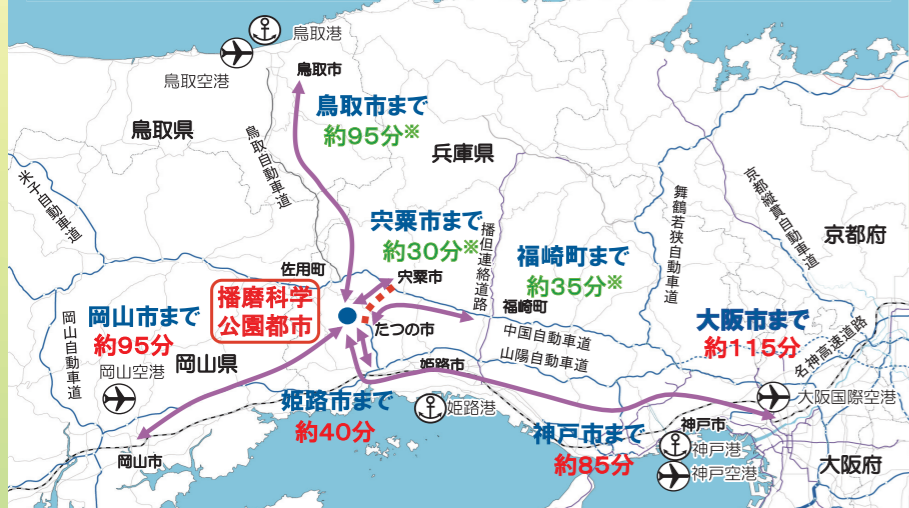 鳥取港
鳥取空港
鳥取市
鳥取市まで
約95分※
鳥取県
兵庫県
鳥取自動車道
米子自動車道
播但連絡道路
舞鶴若狭自動車道
京都縦貫自動車道
京都府
宍粟市まで
約30分※
宍粟市
福崎町まで
約35分※
福崎町
佐用町
播磨科学
公園都市
たつの市
中国自動車道
山陽自動車道
岡山自動車道
岡山市まで
約95分
岡山空港
岡山県
大阪市まで
約115分
名神高速道路
姫路市
姫路市まで
約40分
姫路港
大阪国際空港
神戸市まで
約85分
神戸市
神戸港
神戸空港
大阪府
岡山市